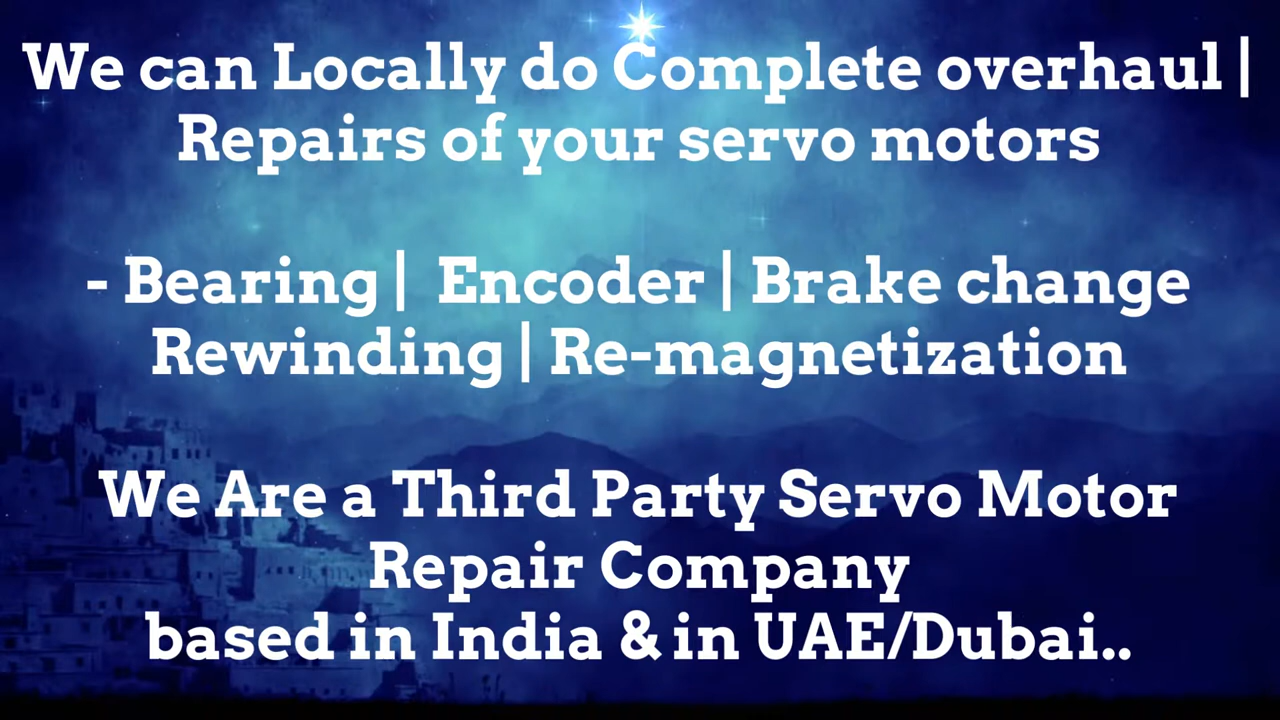 We can Locally do Complete overhaul |
Repairs of your servo motors
- Bearing | Encoder | Brake change
Rewinding | Re-magnetization
We Are a Third Party Servo Motor
Repair Company
based in India & in UAE/Dubai..